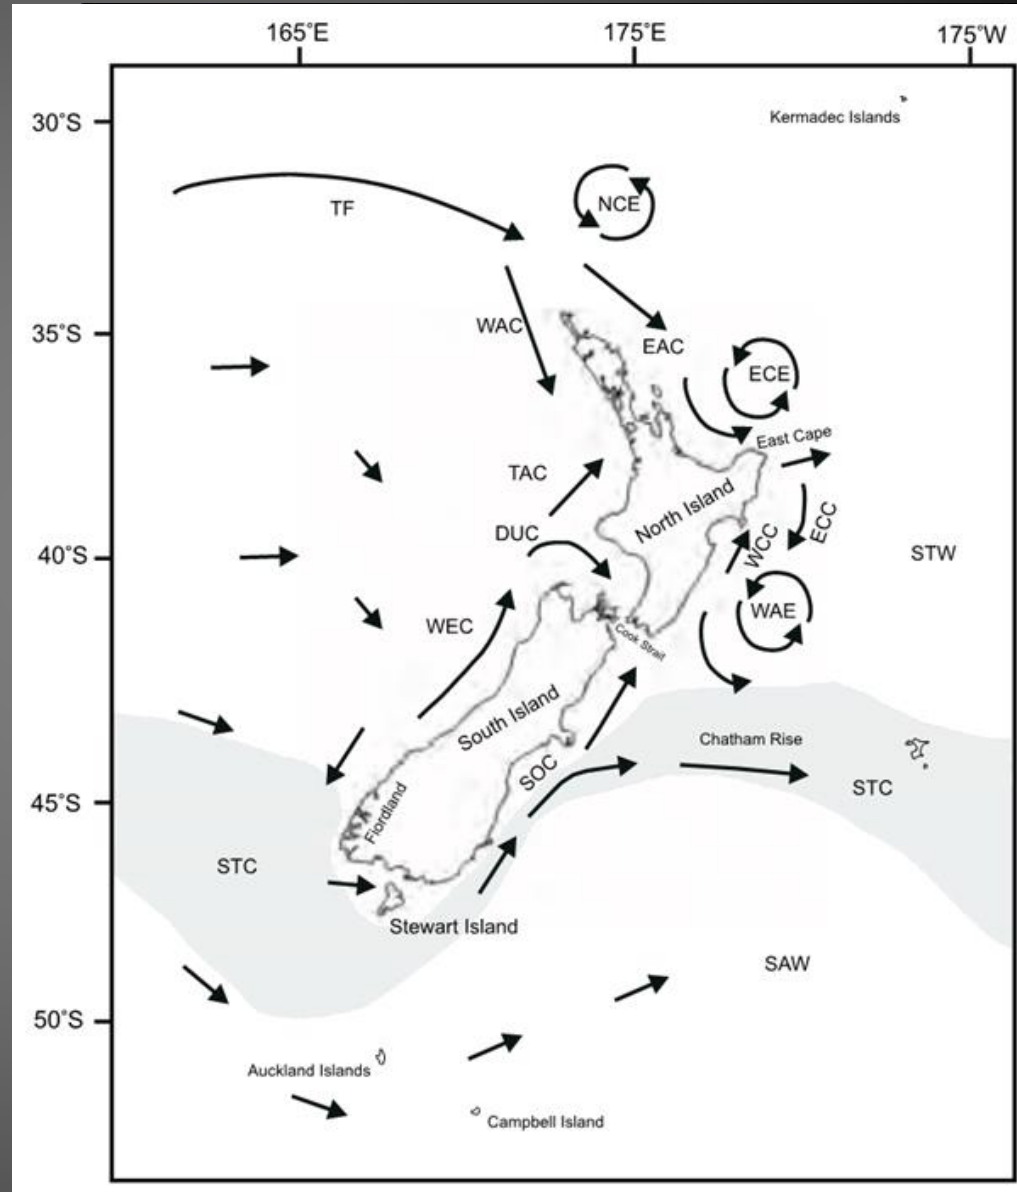 165°E
175°E
175°W
30°S
Kermadec Islands
TF
NCE
WAC
35°S
EAC
ECE
East Cape
TAC
North Island
DUC
ECC
WCC
40°S
STW
WAE
WEC
Cook Strait
South Island
Chatham Rise
SOC
STC
45°S
Fiordland
STC
Stewart Island
SAW
50°S
Auckland Islands
Campbell Island